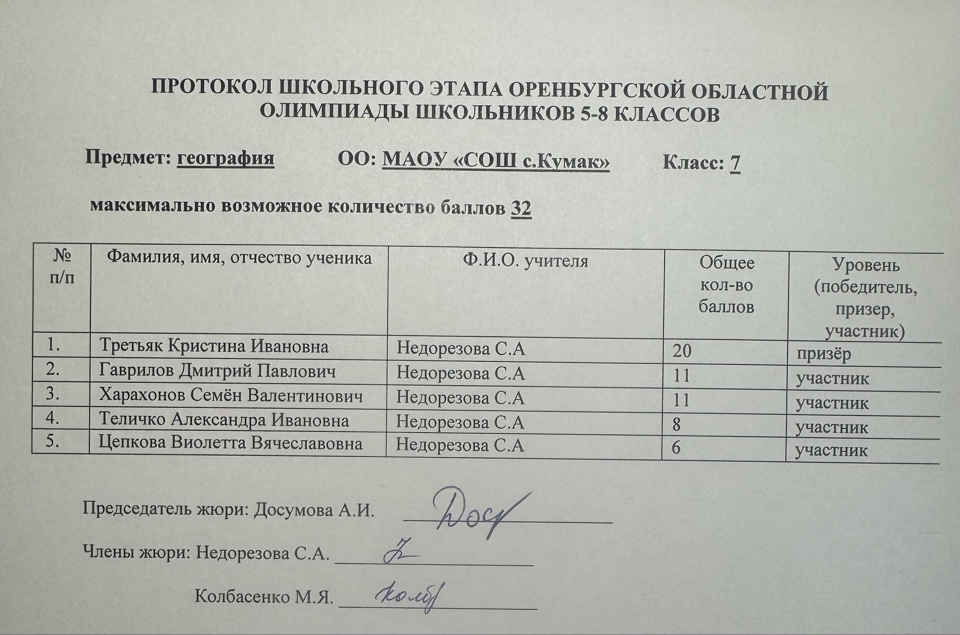 ПРОТОКОЛ ШКОЛЬНОГО ЭТАПА ОРЕНБУРГСКОЙ ОБЛАСТНОЙ
ОЛИМПИАДЫ ШКОЛЬНИКОВ 5-8 КЛАССОВ
Предмет: география ОО: МАОУ «СОШ с.Кумак» Класс: 7
максимально возможное количество баллов 32
№ п/п Фамилия, имя, отчество ученика Ф.И.О. учителя Общее кол-во баллов Уровень (победитель, призер, участник)
1. Третьяк Кристина Ивановна Недорезова С.А 20 призёр
2. Гаврилов Дмитрий Павлович Недорезова С.А 11 участник
3. Харахонов Семён Валентинович Недорезова С.А 11 участник
4. Теличко Александра Ивановна Недорезова С.А 8 участник
5. Цепкова Виолетта Вячеславовна Недорезова С.А 6 участник
Председатель жюри: Досумова А.И. Дос
Члены жюри: Недорезова С.А.
Колбасенко М.Я. Колб